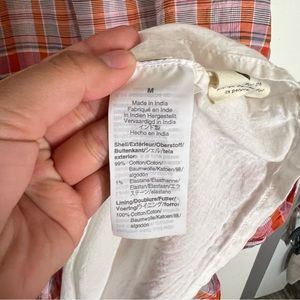 M
Made in India
Fabriqué en Inde
In Indien Hergestellt
Vervaardigd in India
インド製
Hecho en India
Shell/Extérieur/Oberstoff/
Buitenkant/シェル/tela
exterior:
99% Cotton/Coton/
Baumwolle/Katoen/綿/
algodón
1% Elastane/Élasthanne/
Elastan/Elastaan/エラ
ステーン/elastano
Lining/Doublure/Futter/
Voering/ライニング/forro:
100% Cotton/Coton/
Baumwolle/Katoen/綿/
algodón